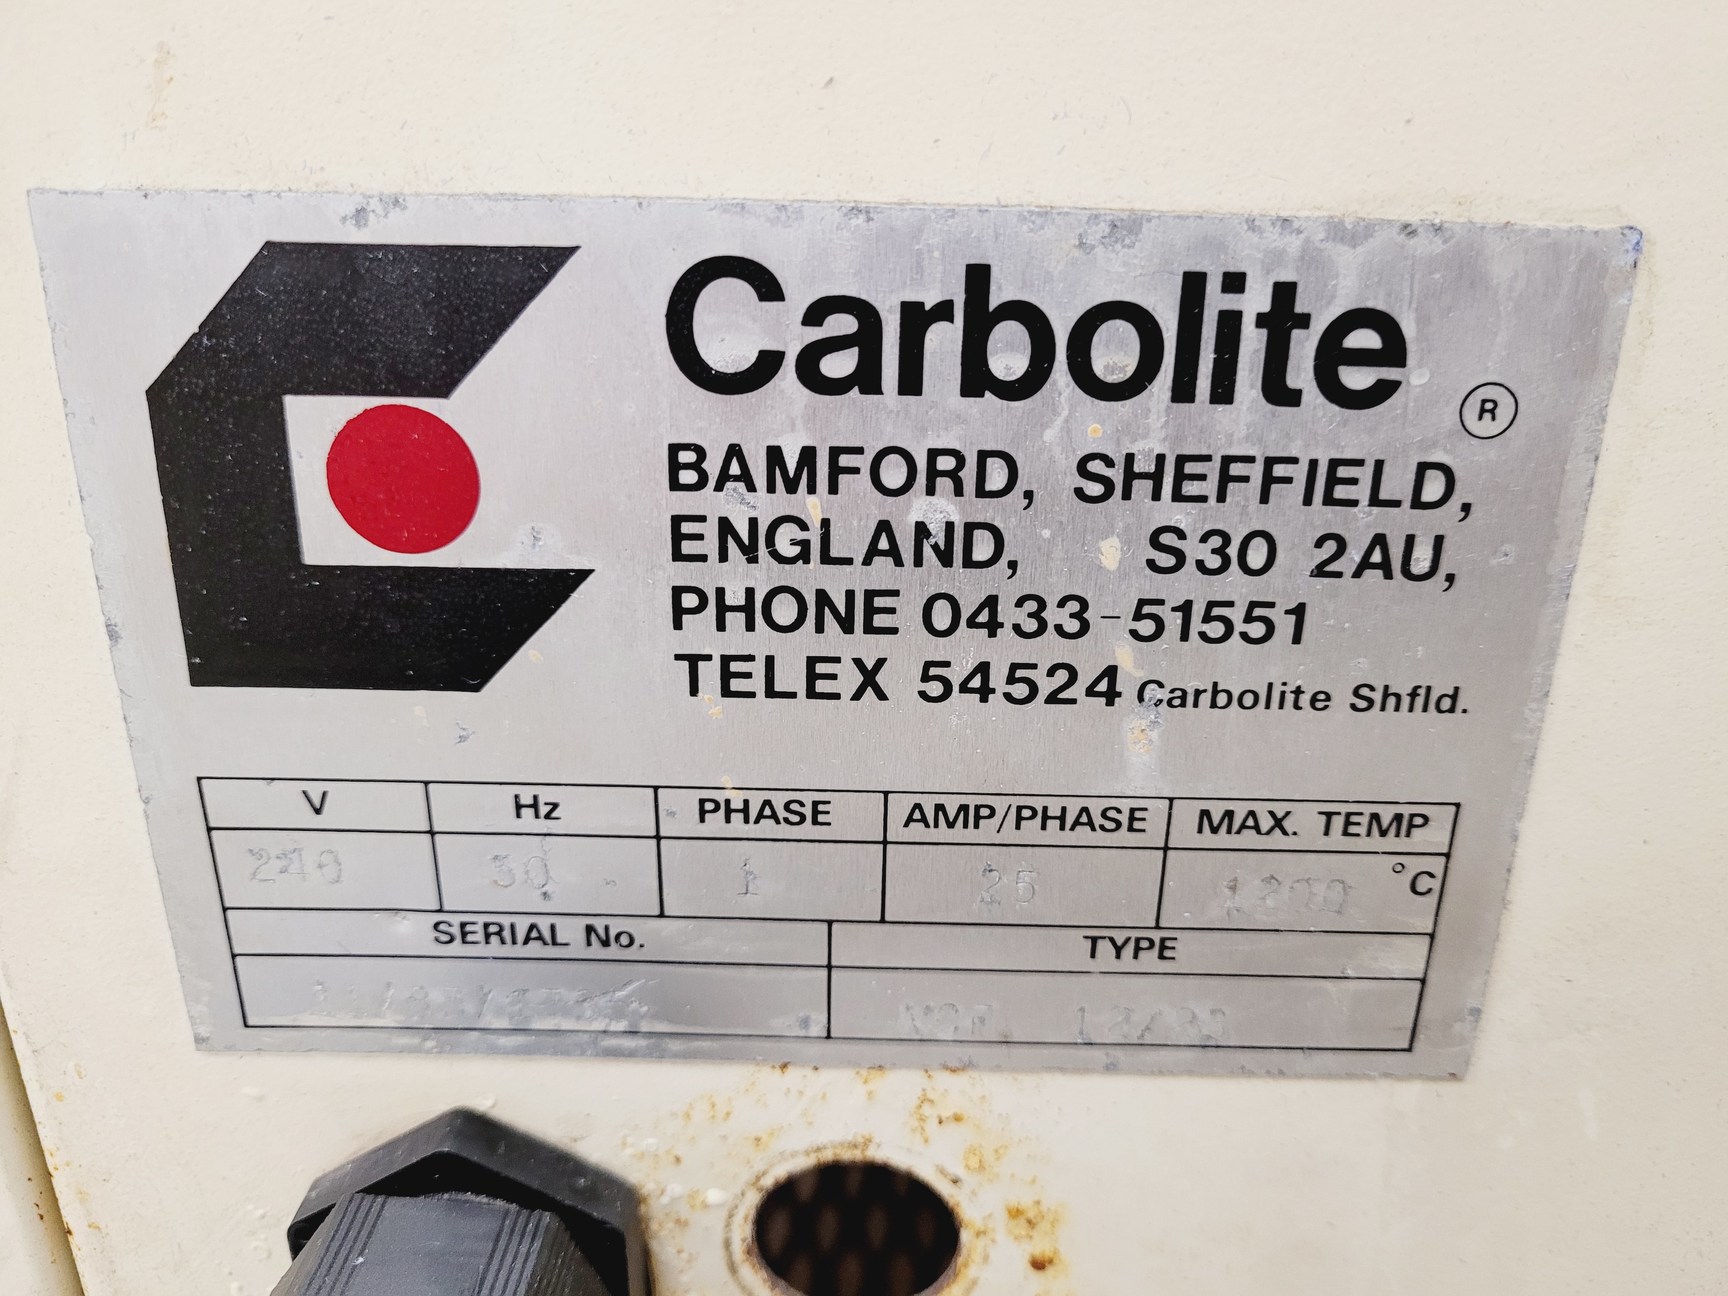 Carbolite
®
BAMFORD, SHEFFIELD,
ENGLAND, S30 2AU,
PHONE 0433-51551
TELEX 54524 Carbolite Shfld.
V Hz PHASE AMP/PHASE MAX. TEMP
240 50 1 25 1200 °C
SERIAL No. TYPE